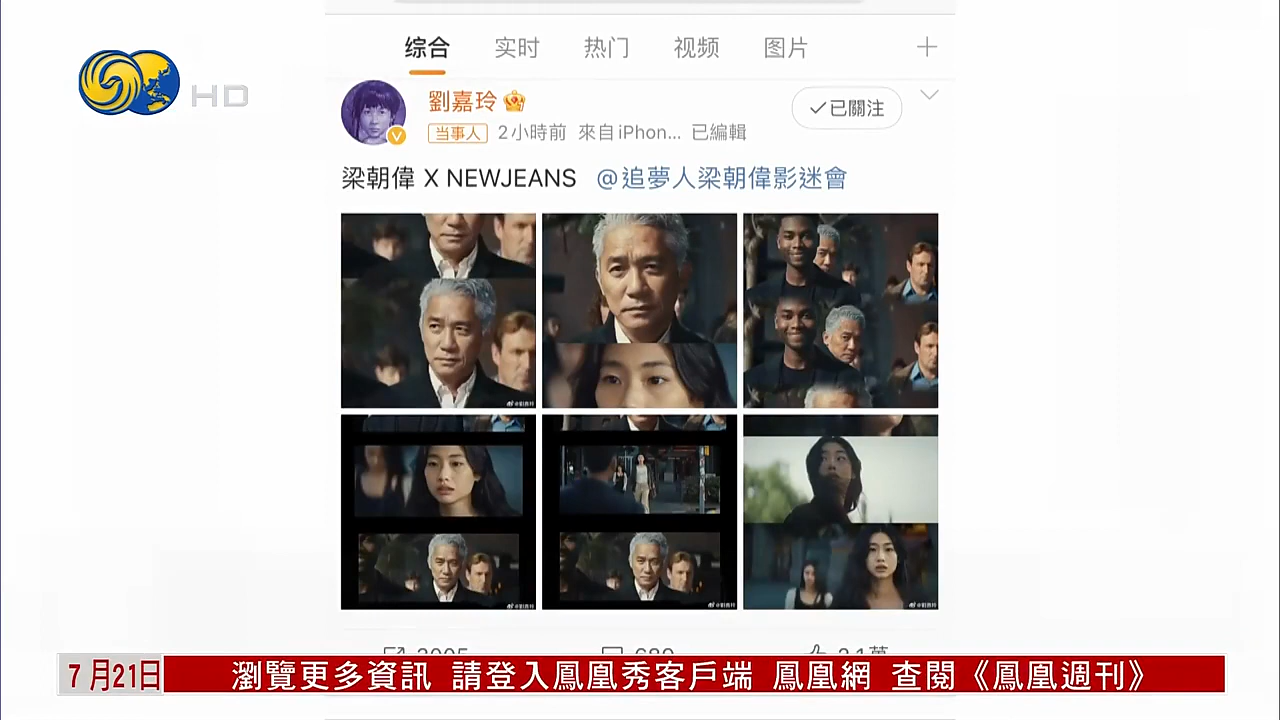 综合 实时 热门 视频 图片
HD
劉嘉玲
已關注
当事人 2小時前 來自iPhon... 已編輯
梁朝偉 X NEWJEANS @追夢人梁朝偉影迷會
7月21日 瀏覽更多資訊 請登入鳳凰秀客戶端 鳳凰網 查閱《鳳凰週刊》